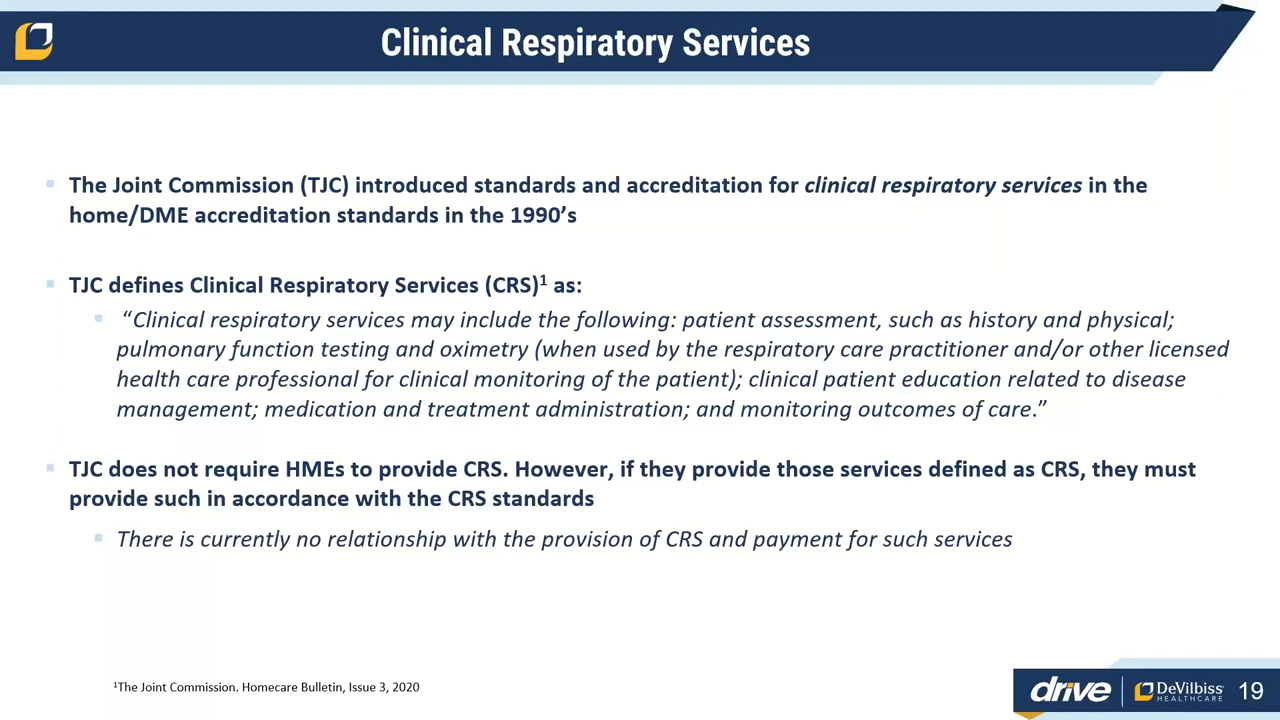 Clinical Respiratory Services
The Joint Commission (TJC) introduced standards and accreditation for clinical respiratory services in the
home/DME accreditation standards in the 1990’s
TJC defines Clinical Respiratory Services (CRS)¹ as:
“Clinical respiratory services may include the following: patient assessment, such as history and physical;
pulmonary function testing and oximetry (when used by the respiratory care practitioner and/or other licensed
health care professional for clinical monitoring of the patient); clinical patient education related to disease
management; medication and treatment administration; and monitoring outcomes of care.”
TJC does not require HMEs to provide CRS. However, if they provide those services defined as CRS, they must
provide such in accordance with the CRS standards
There is currently no relationship with the provision of CRS and payment for such services
¹The Joint Commission. Homecare Bulletin, Issue 3, 2020
drive DeVilbiss 19
HEALTHCARE